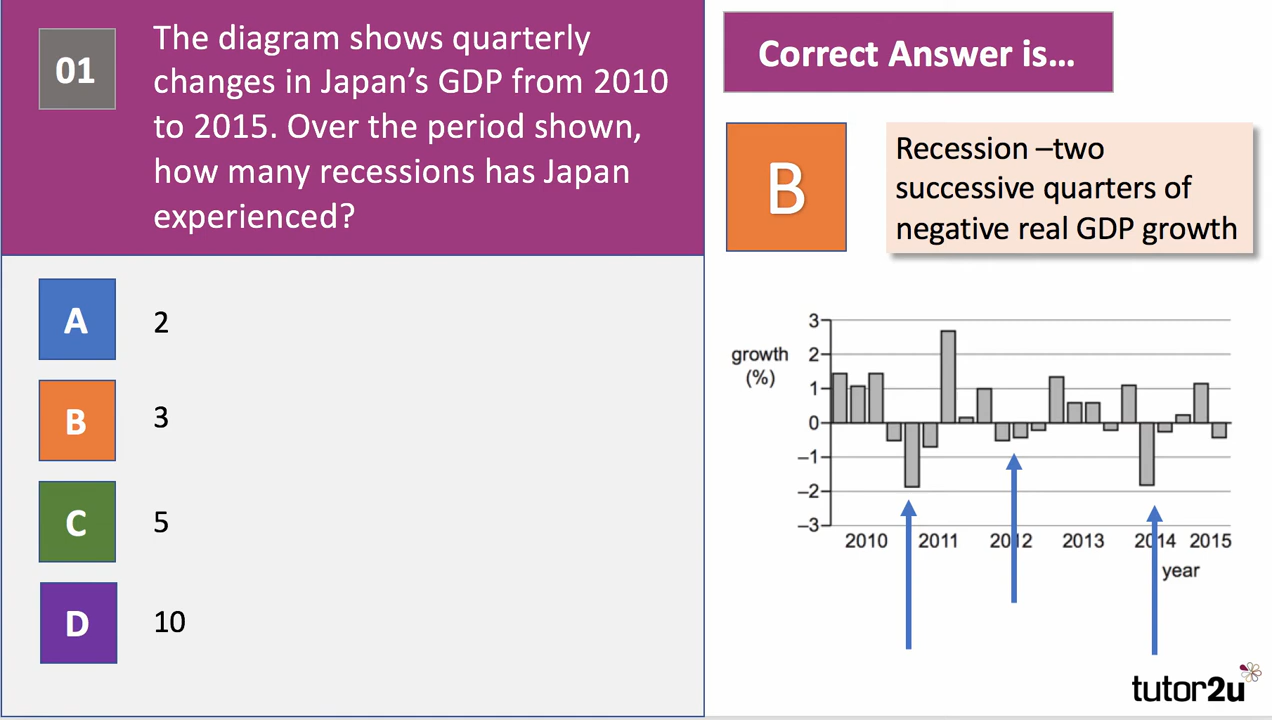 01
The diagram shows quarterly
changes in Japan’s GDP from 2010
to 2015. Over the period shown,
how many recessions has Japan
experienced?
A
2
B
3
C
5
D
10
Correct Answer is…
B
Recession –two
successive quarters of
negative real GDP growth
growth
(%)
3
2
1
0
–1
–2
–3
2010 2011 2012 2013 2014 2015
year
tutor2u